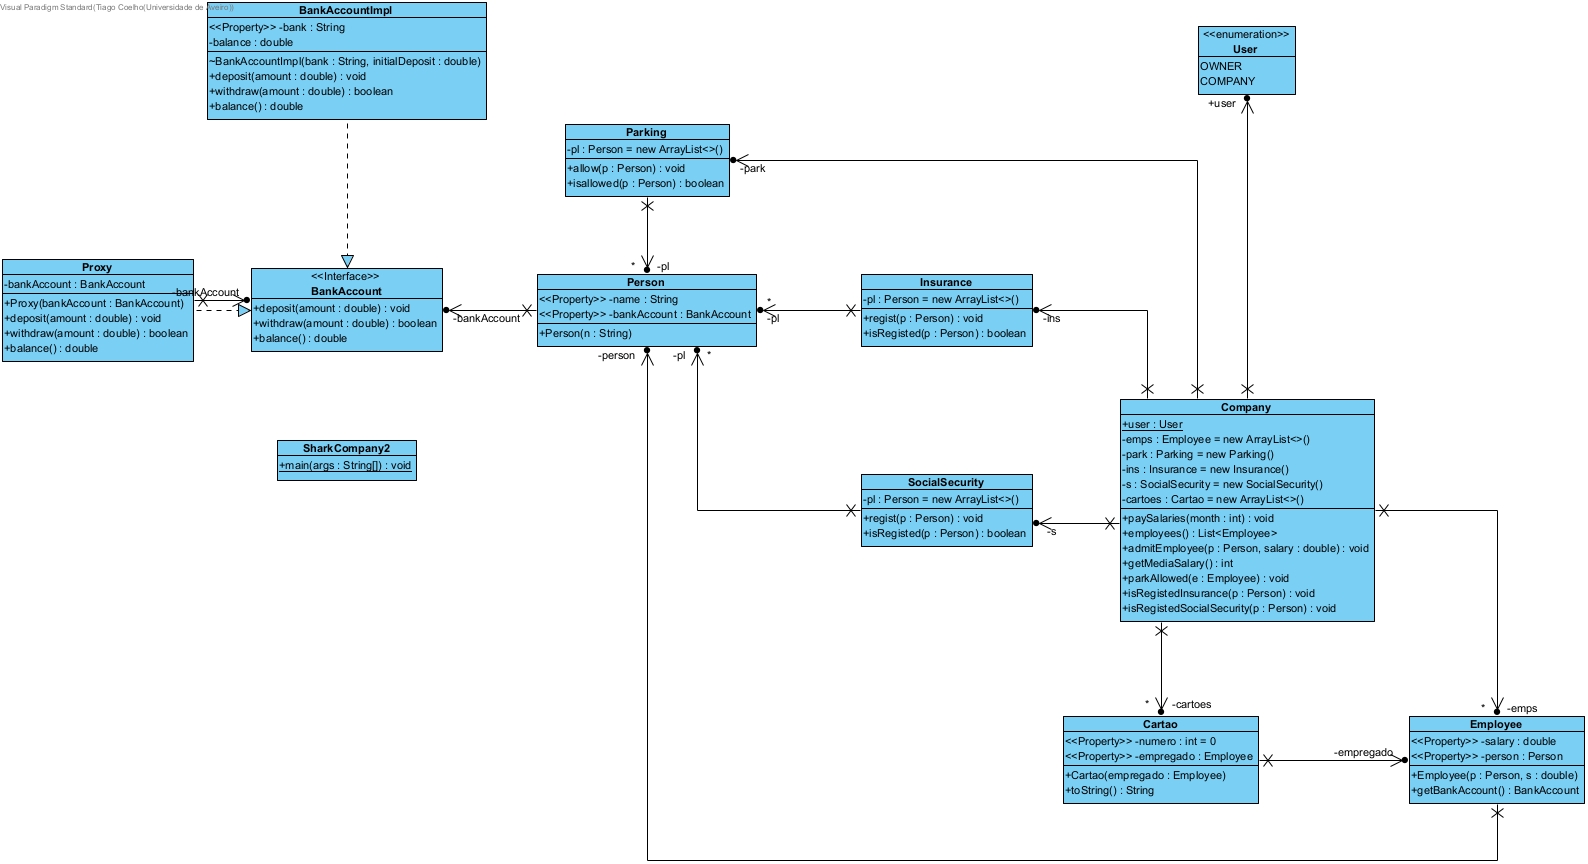 Visual Paradigm Standard(Tiago Coelho(Universidade de Aveiro))
BankAccountImpl
<<Property>> -bank : String
-balance : double
~BankAccountImpl(bank : String, initialDeposit : double)
+deposit(amount : double) : void
+withdraw(amount : double) : boolean
+balance() : double
<<enumeration>>
User
OWNER
COMPANY
+user
Parking
-pl : Person = new ArrayList<>()
+allow(p : Person) : void
+isallowed(p : Person) : boolean
-park
*
-pl
Proxy
-bankAccount : BankAccount
+Proxy(bankAccount : BankAccount)
+deposit(amount : double) : void
+withdraw(amount : double) : boolean
+balance() : double
-bankAccount
<<Interface>>
BankAccount
+deposit(amount : double) : void
+withdraw(amount : double) : boolean
+balance() : double
-bankAccount
Person
<<Property>> -name : String
<<Property>> -bankAccount : BankAccount
+Person(n : String)
*
-pl
Insurance
-pl : Person = new ArrayList<>()
+regist(p : Person) : void
+isRegisted(p : Person) : boolean
-ins
-person
-pl
*
SharkCompany2
+main(args : String[]) : void
SocialSecurity
-pl : Person = new ArrayList<>()
+regist(p : Person) : void
+isRegisted(p : Person) : boolean
-s
Company
+user : User
-emps : Employee = new ArrayList<>()
-park : Parking = new Parking()
-ins : Insurance = new Insurance()
-s : SocialSecurity = new SocialSecurity()
-cartoes : Cartao = new ArrayList<>()
+paySalaries(month : int) : void
+employees() : List<Employee>
+admitEmployee(p : Person, salary : double) : void
+getMediaSalary() : int
+parkAllowed(e : Employee) : void
+isRegistedInsurance(p : Person) : void
+isRegistedSocialSecurity(p : Person) : void
*
-cartoes
*
-emps
Cartao
<<Property>> -numero : int = 0
<<Property>> -empregado : Employee
+Cartao(empregado : Employee)
+toString() : String
-empregado
Employee
<<Property>> -salary : double
<<Property>> -person : Person
+Employee(p : Person, s : double)
+getBankAccount() : BankAccount